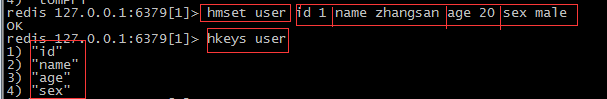 redis 127.0.0.1:6379[1]> hmset user id 1 name zhangsan age 20 sex male
OK
redis 127.0.0.1:6379[1]> hkeys user
1) "id"
2) "name"
3) "age"
4) "sex"